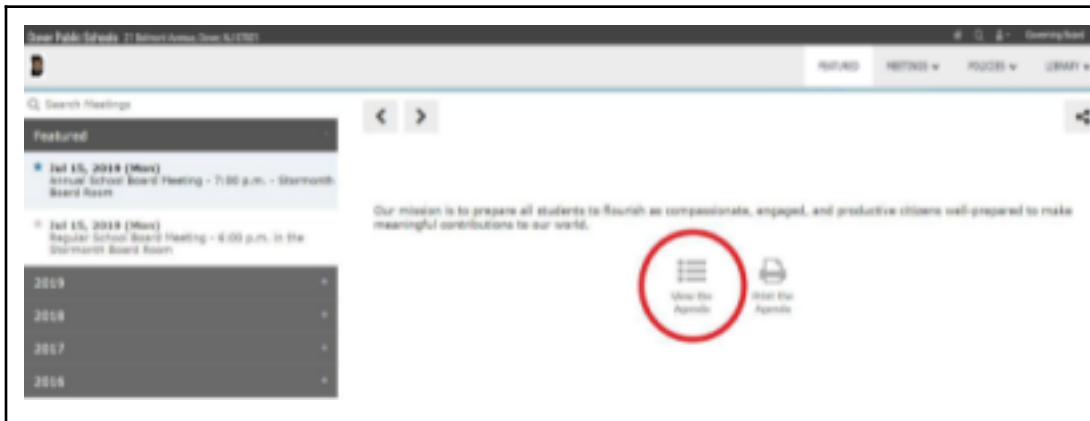 Dover Public Schools 21 Belmont Avenue, Dover, NJ 07801
Governing Board
FEATURED MEETINGS POLICIES LIBRARY
Search Meetings
Featured
Jul 15, 2019 (Mon)
Annual School Board Meeting - 7:00 p.m. - Stormonth
Board Room
Jul 15, 2019 (Mon)
Regular School Board Meeting - 6:00 p.m. in the
Stormonth Board Room
2019
2018
2017
2016
Our mission is to prepare all students to flourish as compassionate, engaged, and productive citizens well-prepared to make
meaningful contributions to our world.
View the
Agenda
Print the
Agenda